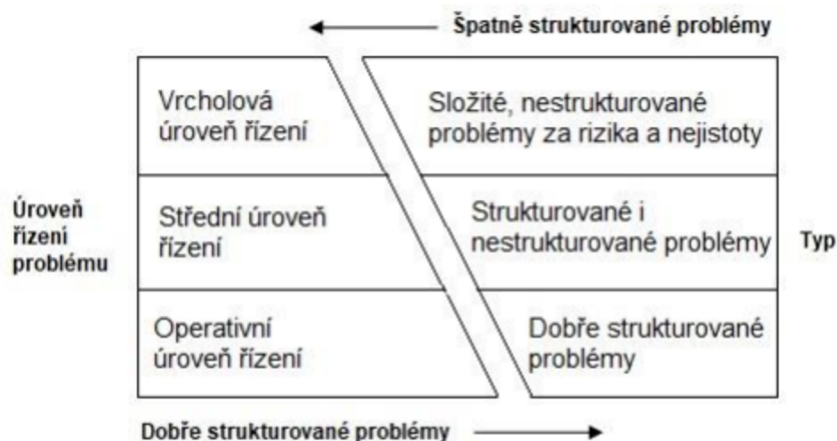 Špatně strukturované problémy
Vrcholová
úroveň řízení
Složité, nestrukturované
problémy za rizika a nejistoty
Úroveň
řízení
problému
Střední úroveň
řízení
Strukturované i
nestrukturované problémy
Typ
Operativní
úroveň řízení
Dobře strukturované
problémy
Dobře strukturované problémy